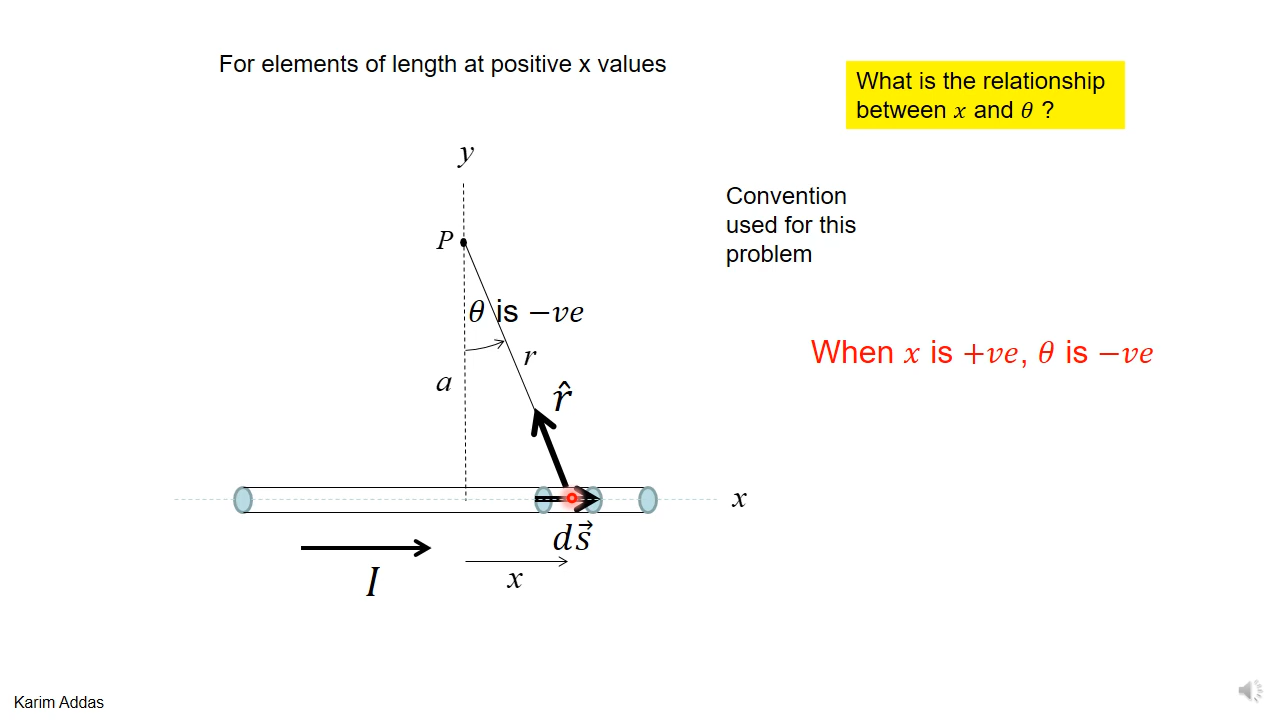 For elements of length at positive x values
What is the relationship
between x and θ ?
y
Convention
used for this
problem
P
θ is −ve
When x is +ve, θ is −ve
r
a
r̂
x
ds⃗
I
x
Karim Addas